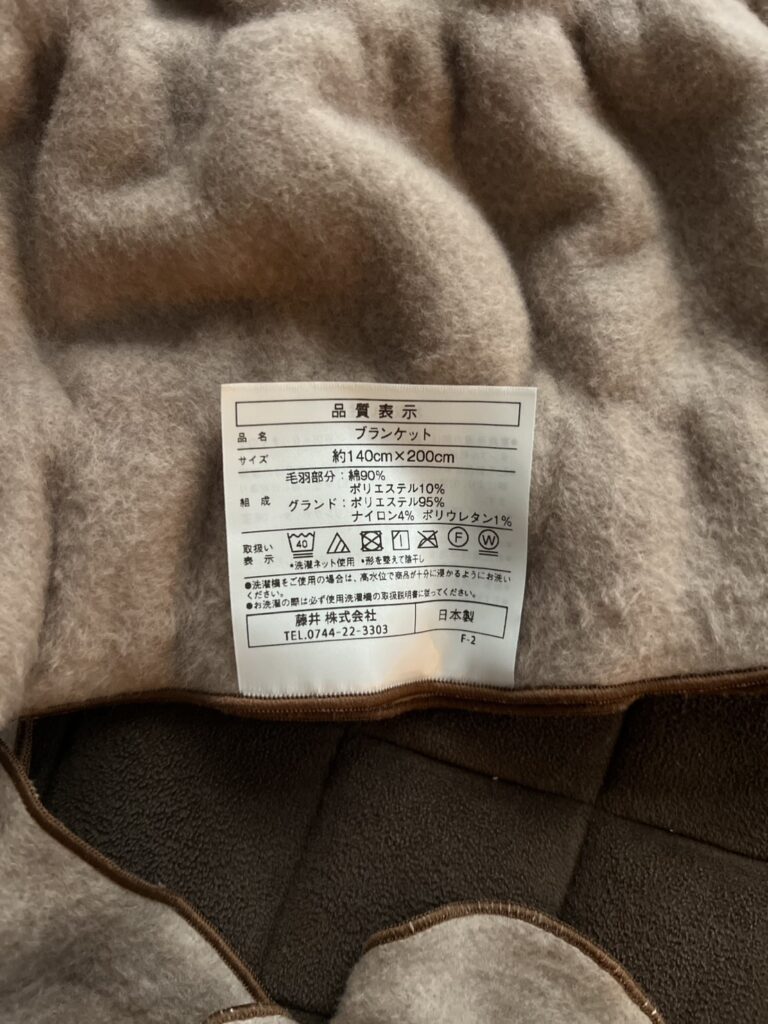 品質表示
品名 ブランケット
サイズ 約140cm×200cm
組成 毛羽部分：綿90%
ポリエステル10%
グランド：ポリエステル95%
ナイロン4% ポリウレタン1%
取扱い表示 40 F W
*洗濯ネット使用 *形を整えて陰干し
●洗濯機をご使用の場合は、高水位で商品が十分に浸かるようにお洗い
ください。
●お洗濯の際は必ず使用洗濯機の取扱説明書に従ってください。
藤井 株式会社 日本製
TEL.0744-22-3303
F-2